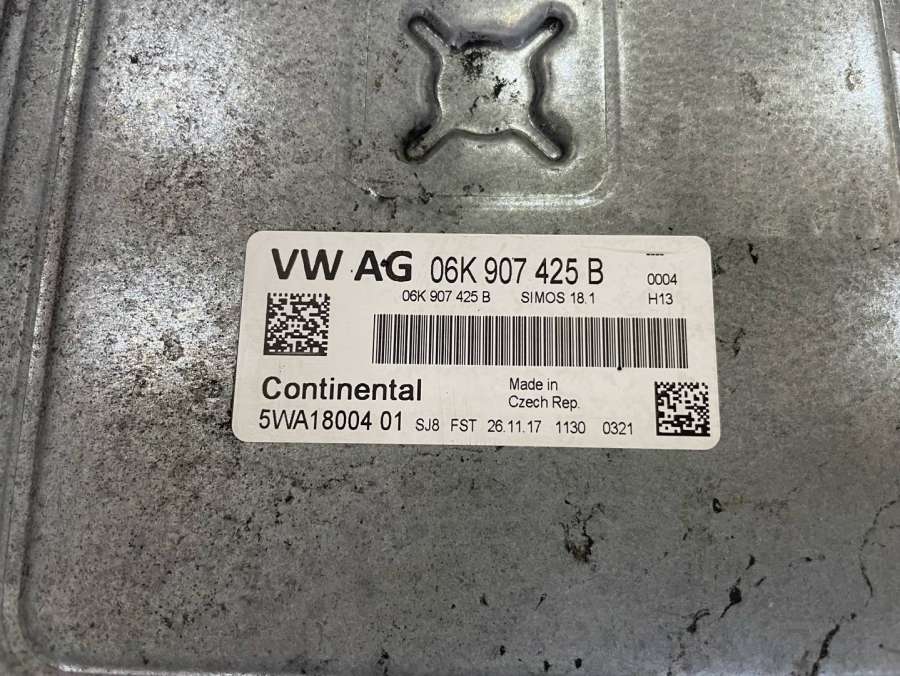 VW AG 06K 907 425 B 0004
06K 907 425 B SIMOS 18.1 H13
Continental Made in
Czech Rep.
5WA18004 01 SJ8 FST 26.11.17 1130 0321